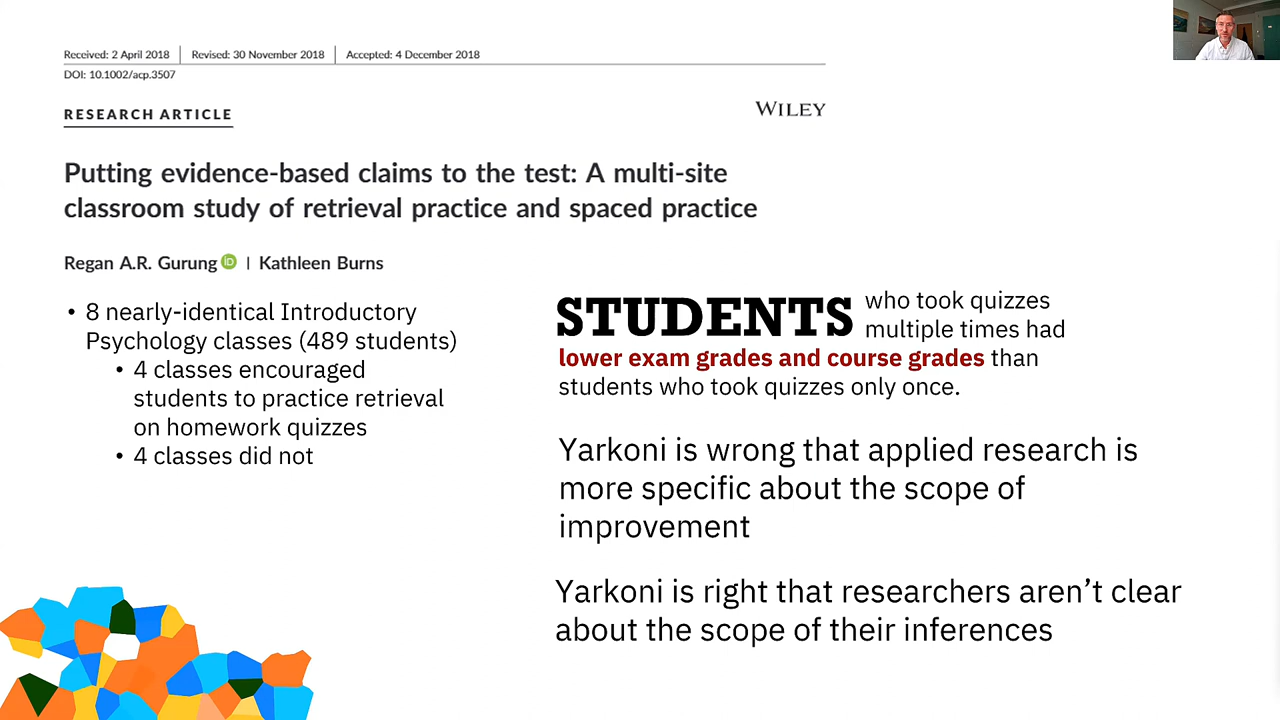 Received: 2 April 2018 | Revised: 30 November 2018 | Accepted: 4 December 2018
DOI: 10.1002/acp.3507
RESEARCH ARTICLE
WILEY
Putting evidence-based claims to the test: A multi-site
classroom study of retrieval practice and spaced practice
Regan A.R. Gurung iD | Kathleen Burns
• 8 nearly-identical Introductory
Psychology classes (489 students)
• 4 classes encouraged
students to practice retrieval
on homework quizzes
• 4 classes did not
STUDENTS who took quizzes
multiple times had
lower exam grades and course grades than
students who took quizzes only once.
Yarkoni is wrong that applied research is
more specific about the scope of
improvement
Yarkoni is right that researchers aren’t clear
about the scope of their inferences